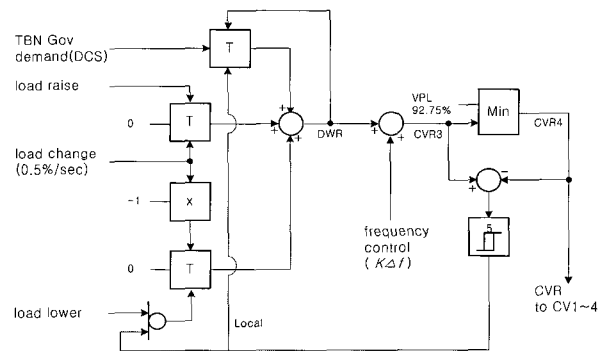 TBN Gov
demand(DCS)
T
load raise
VPL
92.75%
Min
0
T
DWR
CVR3
CVR4
load change
(0.5%/sec)
-1
x
5
frequency
control
( KΔf )
0
T
CVR
to CV1~4
load lower
Local
+
+
+
+
+
+
+
-